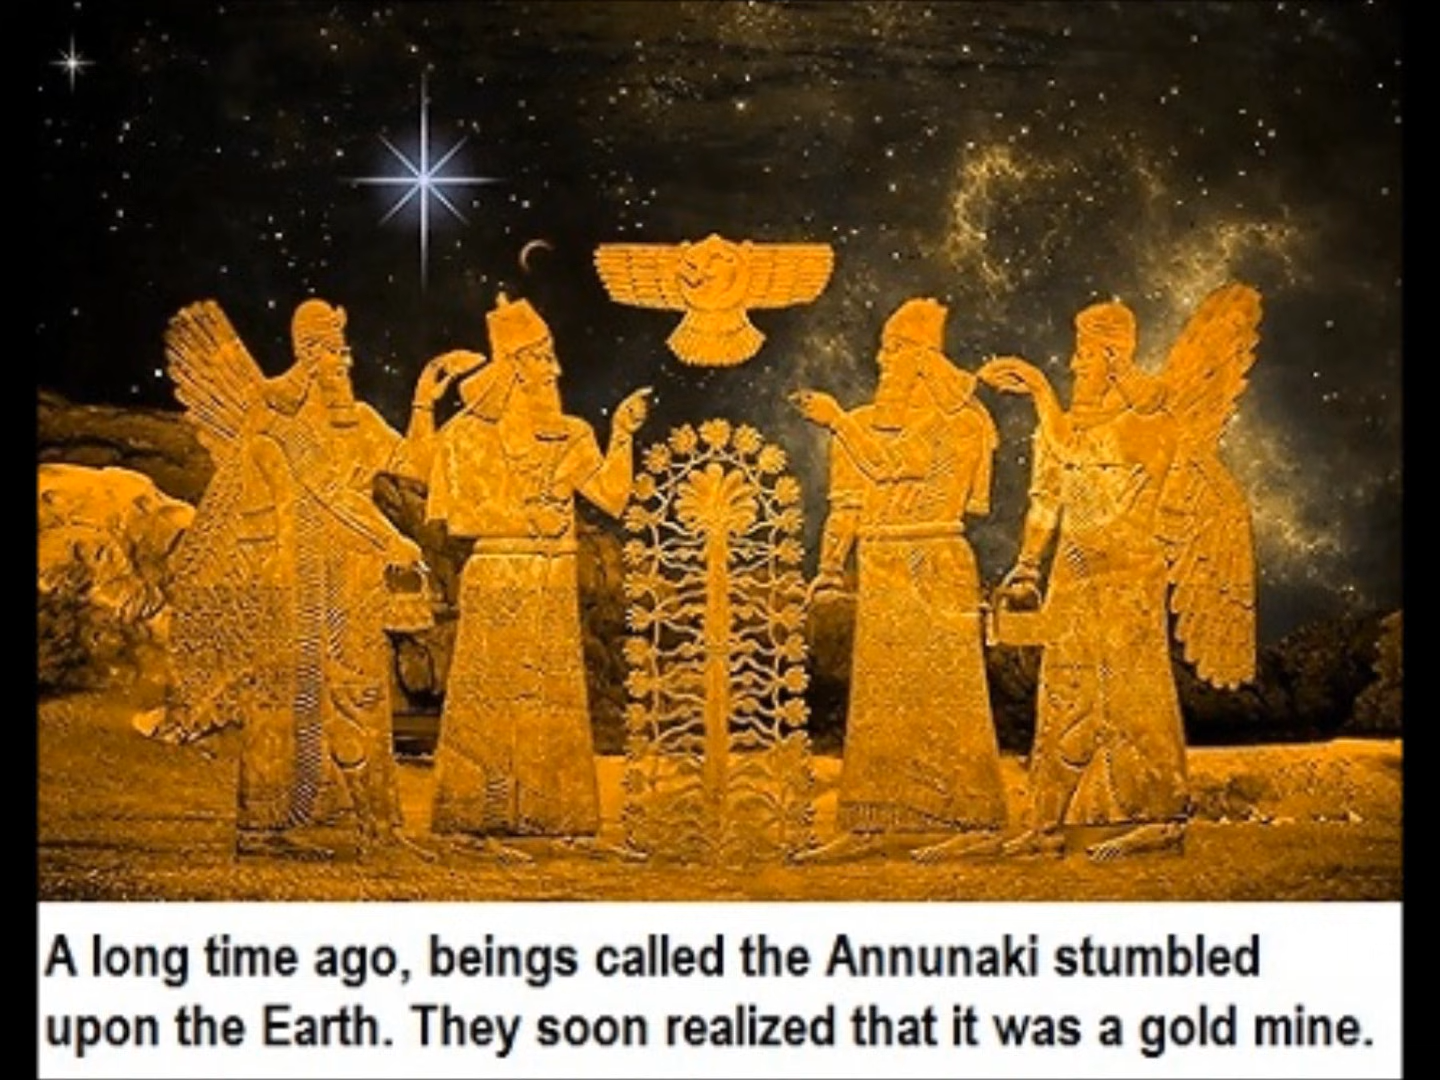 A long time ago, beings called the Annunaki stumbled
upon the Earth. They soon realized that it was a gold mine.